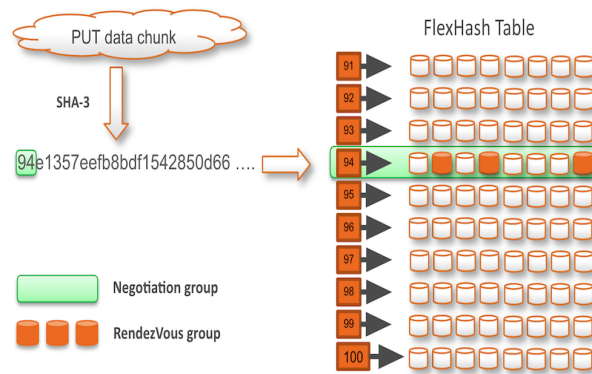 PUT data chunk
SHA-3
94e1357eefb8bdf1542850d66 ....
Negotiation group
RendezVous group
FlexHash Table
91
92
93
94
95
96
97
98
99
100